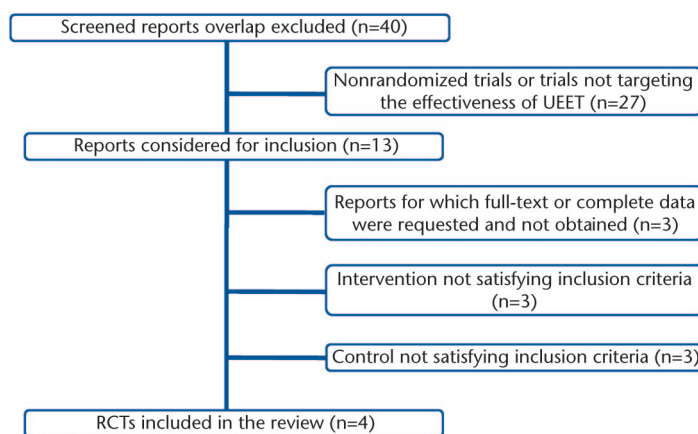 Screened reports overlap excluded (n=40)
Nonrandomized trials or trials not targeting
the effectiveness of UEET (n=27)
Reports considered for inclusion (n=13)
Reports for which full-text or complete data
were requested and not obtained (n=3)
Intervention not satisfying inclusion criteria
(n=3)
Control not satisfying inclusion criteria (n=3)
RCTs included in the review (n=4)